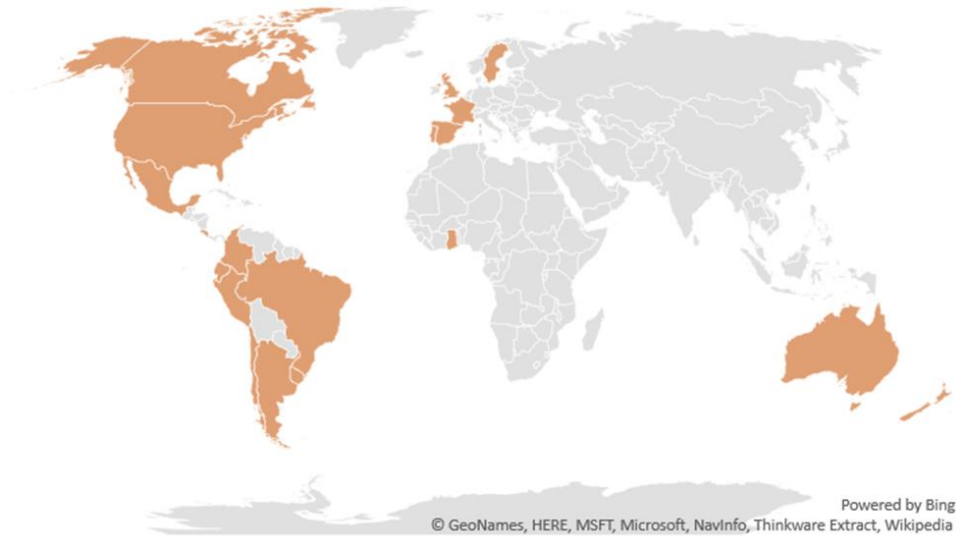 Powered by Bing
© GeoNames, HERE, MSFT, Microsoft, NavInfo, Thinkware Extract, Wikipedia